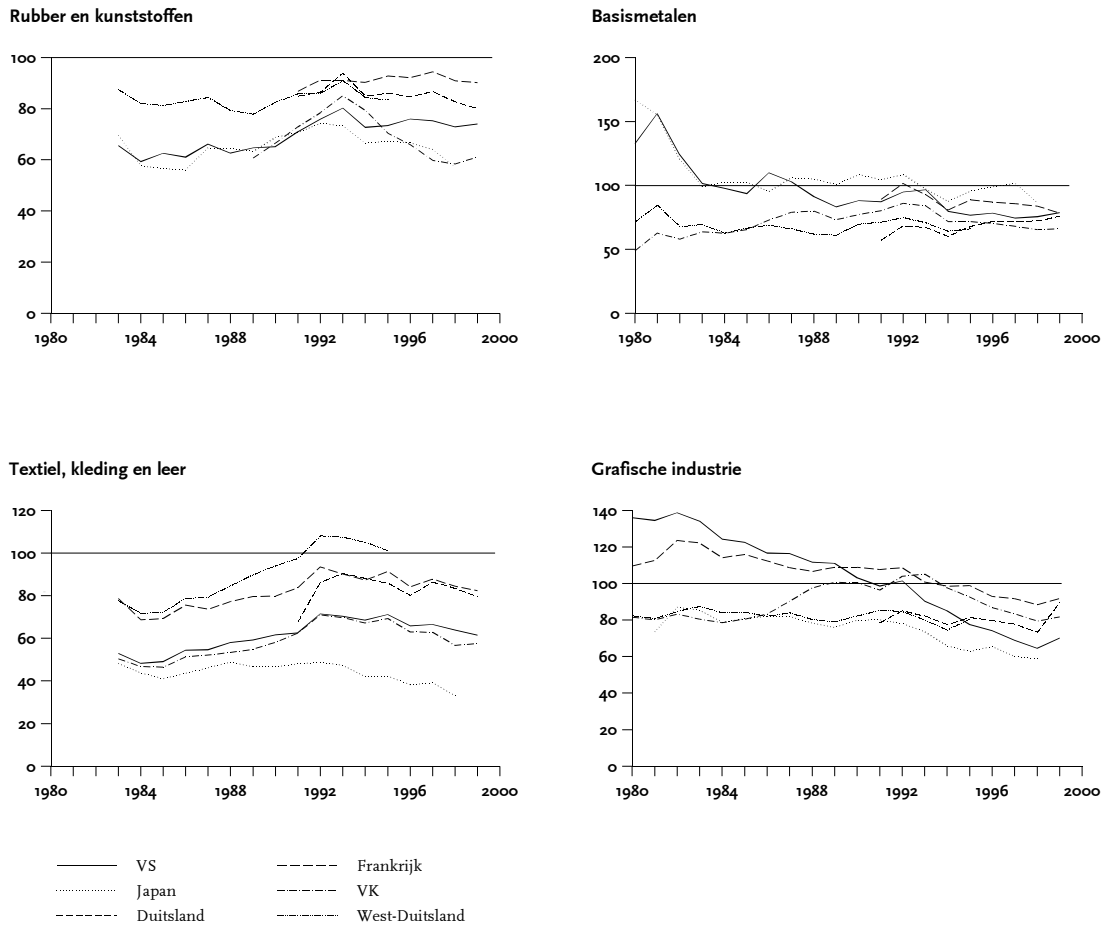 Rubber en kunststoffen
100
80
60
40
20
0
1980 1984 1988 1992 1996 2000
Basismetalen
200
150
100
50
0
1980 1984 1988 1992 1996 2000
Textiel, kleding en leer
120
100
80
60
40
20
0
1980 1984 1988 1992 1996 2000
Grafische industrie
140
120
100
80
60
40
20
0
1980 1984 1988 1992 1996 2000
VS
Japan
Duitsland
Frankrijk
VK
West-Duitsland